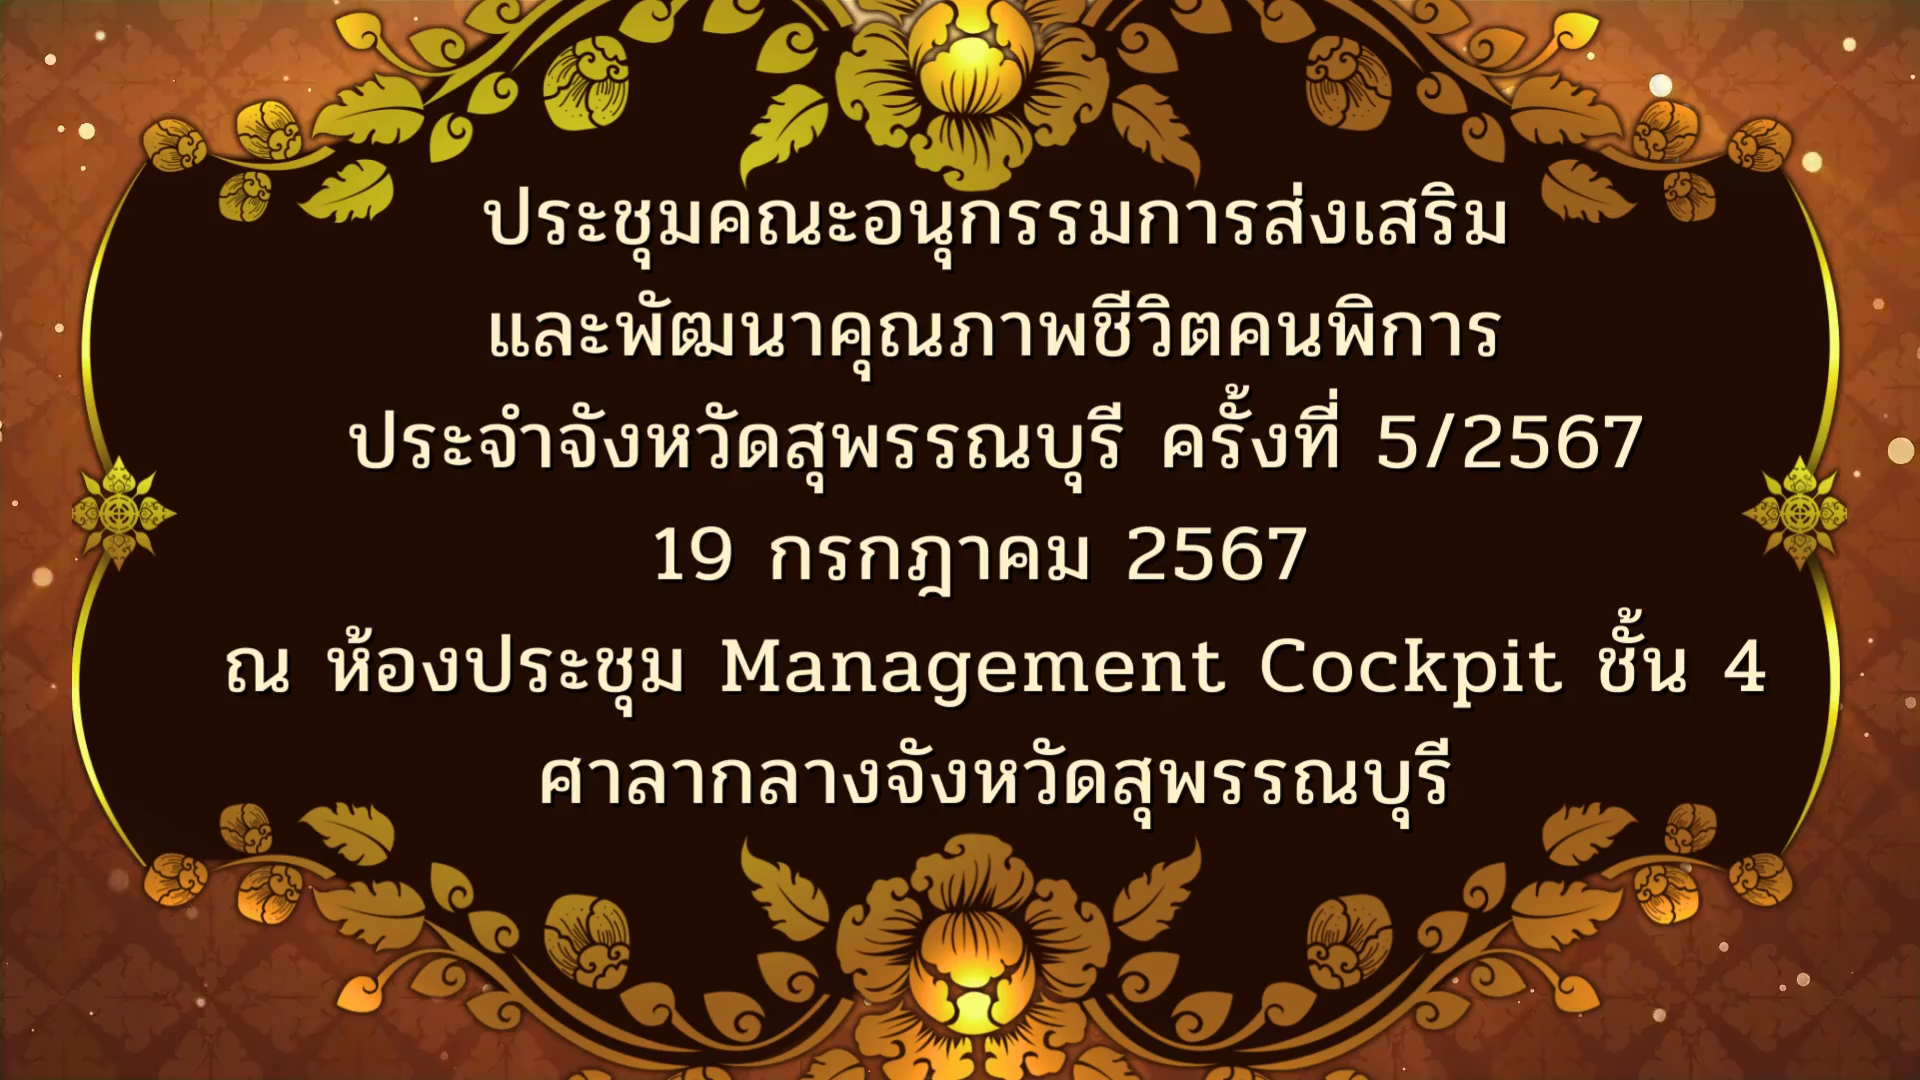 ประชุมคณะอนุกรรมการส่งเสริม
และพัฒนาคุณภาพชีวิตคนพิการ
ประจำจังหวัดสุพรรณบุรี ครั้งที่ 5/2567
19 กรกฎาคม 2567
ณ ห้องประชุม Management Cockpit ชั้น 4
ศาลากลางจังหวัดสุพรรณบุรี